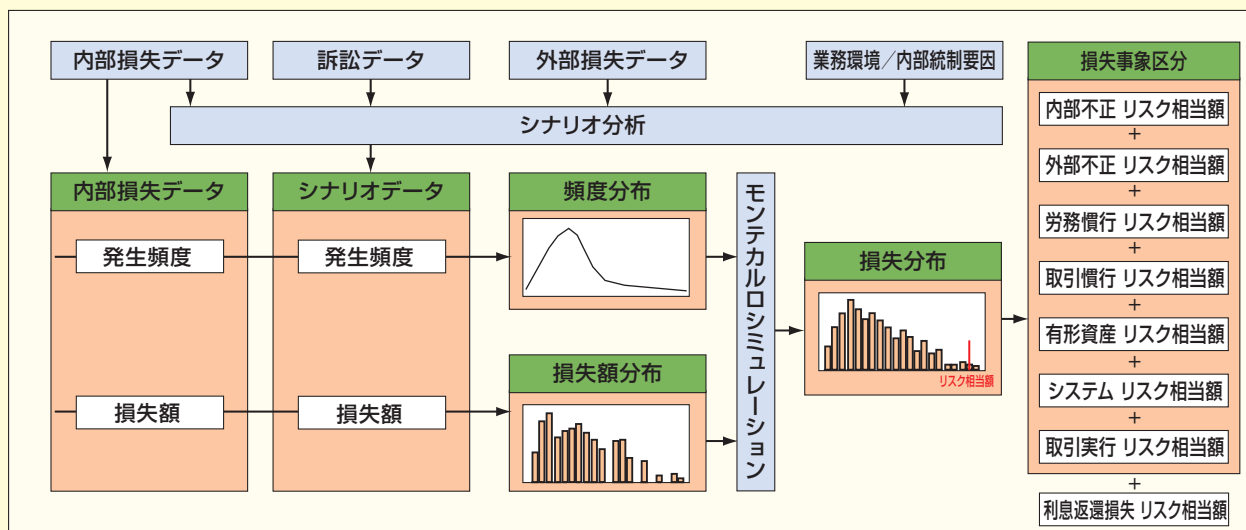 内部損失データ
訴訟データ
外部損失データ
業務環境／内部統制要因
シナリオ分析
内部損失データ
発生頻度
損失額
シナリオデータ
発生頻度
損失額
頻度分布
損失額分布
モンテカルロシミュレーション
損失分布
リスク相当額
損失事象区分
内部不正 リスク相当額
+
外部不正 リスク相当額
+
労務慣行 リスク相当額
+
取引慣行 リスク相当額
+
有形資産 リスク相当額
+
システム リスク相当額
+
取引実行 リスク相当額
+
利息返還損失 リスク相当額